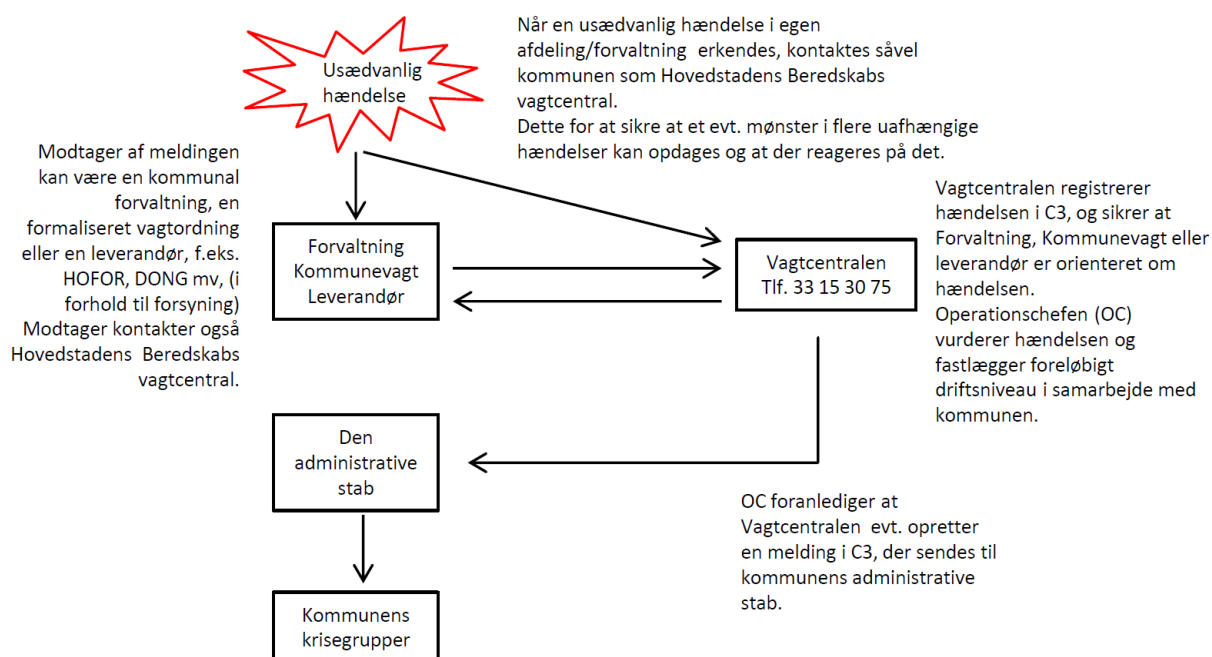 Usædvanlig
hændelse
Når en usædvanlig hændelse i egen
afdeling/forvaltning erkendes, kontaktes såvel
kommunen som Hovedstadens Beredskabs
vagtcentral.
Dette for at sikre at et evt. mønster i flere uafhængige
hændelser kan opdages og at der reageres på det.
Modtager af meldingen
kan være en kommunal
forvaltning, en
formaliseret vagtordning
eller en leverandør, f.eks.
HOFOR, DONG mv, (i
forhold til forsyning)
Modtager kontakter også
Hovedstadens Beredskabs
vagtcentral.
Forvaltning
Kommunevagt
Leverandør
Vagtcentralen
Tlf. 33 15 30 75
Vagtcentralen registrerer
hændelsen i C3, og sikrer at
Forvaltning, Kommunevagt eller
leverandør er orienteret om
hændelsen.
Operationschefen (OC)
vurderer hændelsen og
fastlægger foreløbigt
driftsniveau i samarbejde med
kommunen.
Den
administrative
stab
OC foranlediger at
Vagtcentralen evt. opretter
en melding i C3, der sendes til
kommunens administrative
stab.
Kommunens
krisegrupper